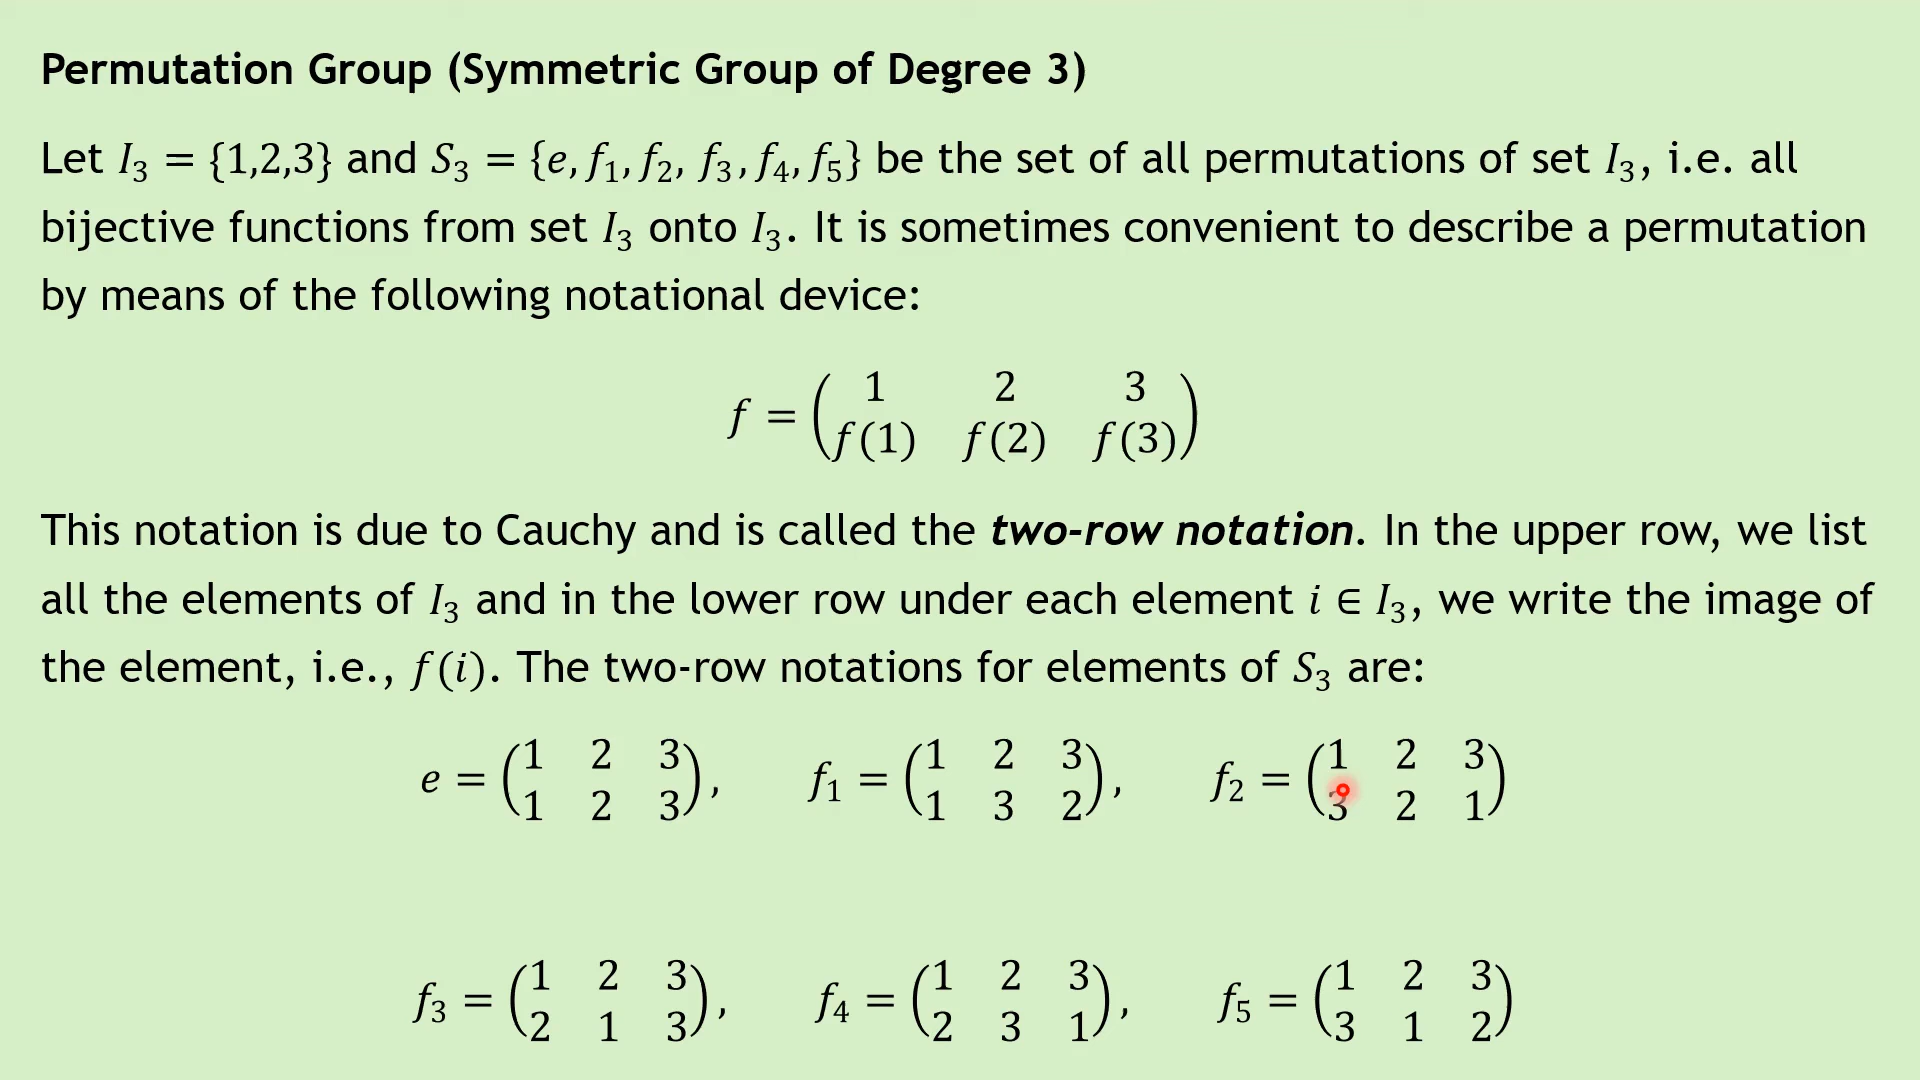 Permutation Group (Symmetric Group of Degree 3)
Let I₃ = {1,2,3} and S₃ = {e, f₁, f₂, f₃, f₄, f₅} be the set of all permutations of set I₃, i.e. all
bijective functions from set I₃ onto I₃. It is sometimes convenient to describe a permutation
by means of the following notational device:
1 2 3
f = ( f(1) f(2) f(3) )
This notation is due to Cauchy and is called the two-row notation. In the upper row, we list
all the elements of I₃ and in the lower row under each element i ∈ I₃, we write the image of
the element, i.e., f(i). The two-row notations for elements of S₃ are:
e = (1 2 3 / 1 2 3), f₁ = (1 2 3 / 1 3 2), f₂ = (1 2 3 / 3 2 1)
f₃ = (1 2 3 / 2 1 3), f₄ = (1 2 3 / 2 3 1), f₅ = (1 2 3 / 3 1 2)